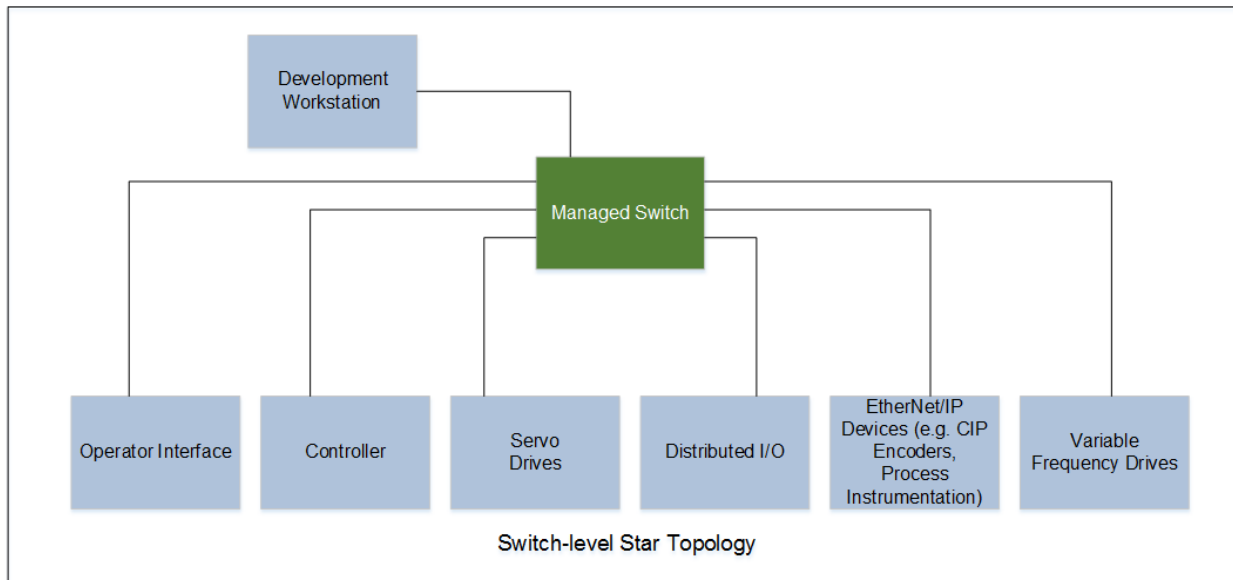 Development
Workstation
Managed Switch
Operator Interface
Controller
Servo
Drives
Distributed I/O
EtherNet/IP
Devices (e.g. CIP
Encoders,
Process
Instrumentation)
Variable
Frequency Drives
Switch-level Star Topology